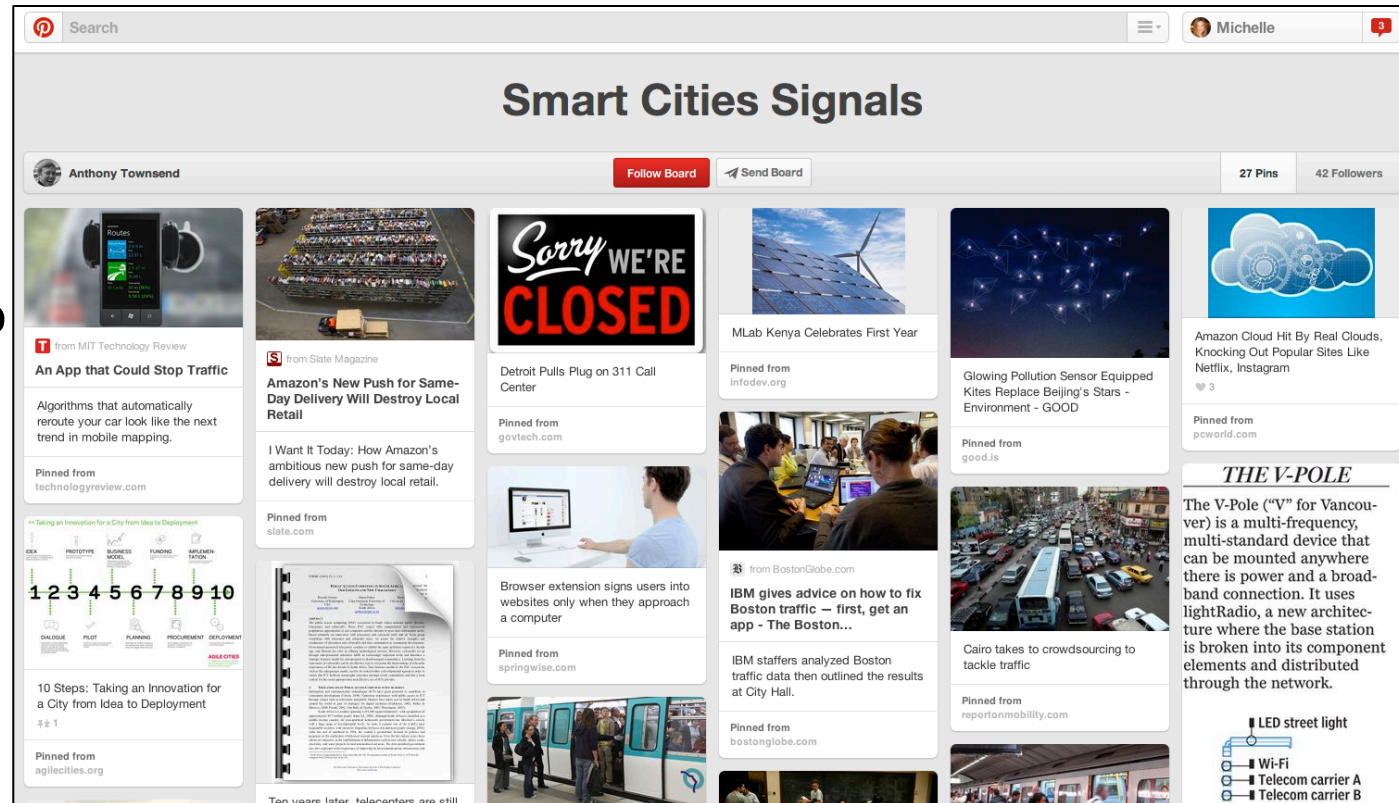 Search
Michelle
3
Smart Cities Signals
Anthony Townsend
Follow Board
Send Board
27 Pins
42 Followers
Routes
from MIT Technology Review
An App that Could Stop Traffic
Algorithms that automatically
reroute your car look like the next
trend in mobile mapping.
Pinned from
technologyreview.com
Taking an Innovation for a City from Idea to Deployment
IDEA
PROTOTYPE
BUSINESS
MODEL
FUNDING
IMPLEMEN-
TATION
1 2 3 4 5 6 7 8 9 10
DIALOGUE
PILOT
PLANNING
PROCUREMENT
DEPLOYMENT
AGILE CITIES
10 Steps: Taking an Innovation for
a City from Idea to Deployment
1
Pinned from
agilecities.org
S from Slate Magazine
Amazon's New Push for Same-
Day Delivery Will Destroy Local
Retail
I Want It Today: How Amazon's
ambitious new push for same-day
delivery will destroy local retail.
Pinned from
slate.com
Ten years later, telecenters are still
Sorry WE'RE
CLOSED
Detroit Pulls Plug on 311 Call
Center
Pinned from
govtech.com
Browser extension signs users into
websites only when they approach
a computer
Pinned from
springwise.com
MLab Kenya Celebrates First Year
Pinned from
infodev.org
B from BostonGlobe.com
IBM gives advice on how to fix
Boston traffic — first, get an
app - The Boston...
IBM staffers analyzed Boston
traffic data then outlined the results
at City Hall.
Pinned from
bostonglobe.com
Glowing Pollution Sensor Equipped
Kites Replace Beijing's Stars -
Environment - GOOD
Pinned from
good.is
Cairo takes to crowdsourcing to
tackle traffic
Pinned from
reportonmobility.com
Amazon Cloud Hit By Real Clouds,
Knocking Out Popular Sites Like
Netflix, Instagram
3
Pinned from
pcworld.com
THE V-POLE
The V-Pole (“V” for Vancou-
ver) is a multi-frequency,
multi-standard device that
can be mounted anywhere
there is power and a broad-
band connection. It uses
lightRadio, a new architec-
ture where the base station
is broken into its component
elements and distributed
through the network.
LED street light
Wi-Fi
Telecom carrier A
Telecom carrier B